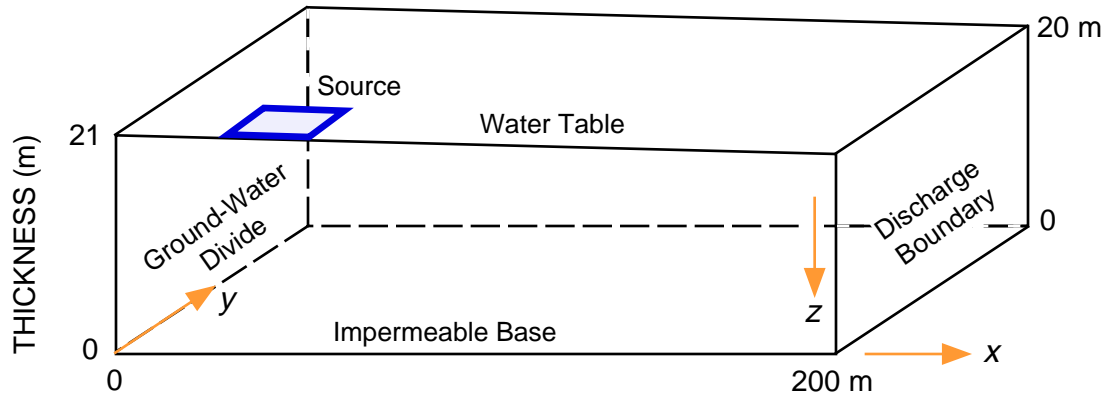 20 m
Source
Water Table
21
THICKNESS (m)
Ground-Water
Divide
Discharge
Boundary
0
y
z
Impermeable Base
0
x
0
200 m